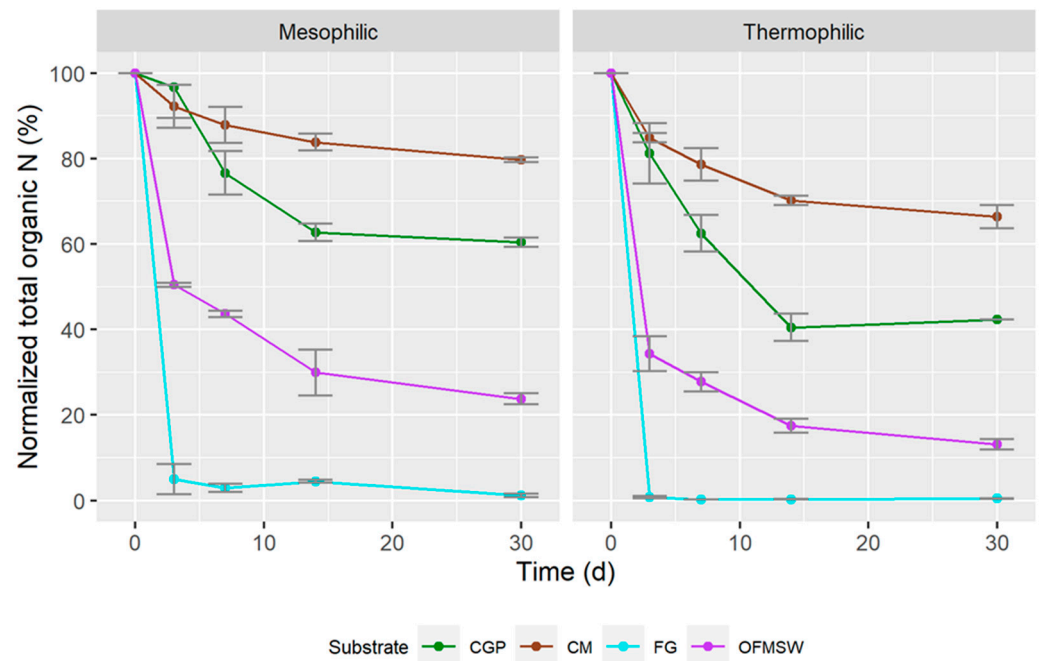 Mesophilic Thermophilic
Normalized total organic N (%)
100
80
60
40
20
0
0 10 20 30 0 10 20 30
Time (d)
Substrate CGP CM FG OFMSW